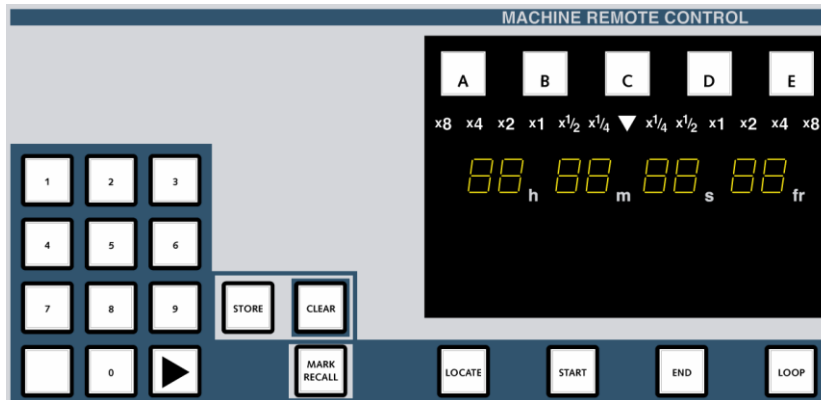 MACHINE REMOTE CONTROL
A B C D E
x8 x4 x2 x1 x1/2 x1/4 ▼ x1/4 x1/2 x1 x2 x4 x8
88 h 88 m 88 s 88 fr
1 2 3
4 5 6
7 8 9 STORE CLEAR
0 ▶ MARK RECALL LOCATE START END LOOP